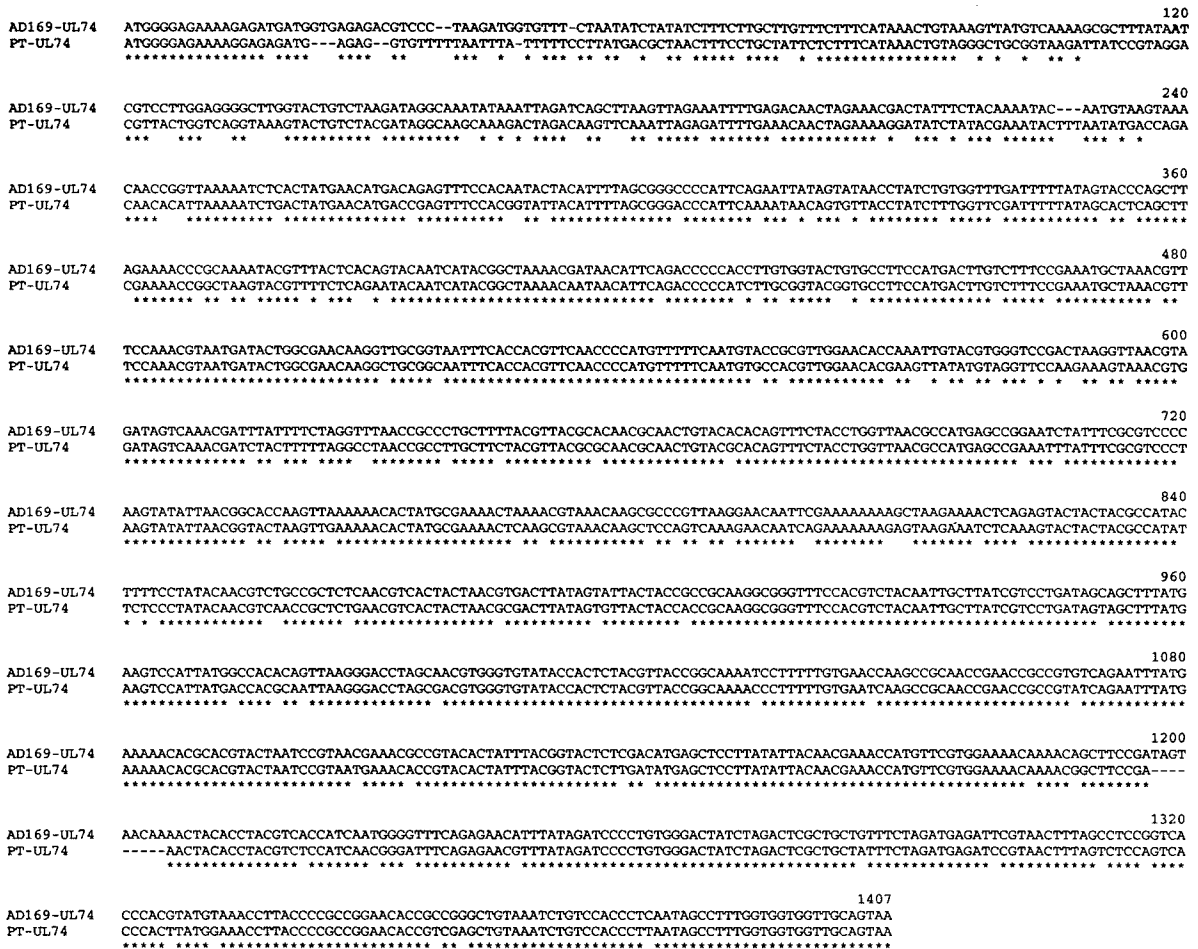 120
AD169-UL74 ATGGGGAGAAAAGAGATGATGGTGAGAGACGTCCC--TAAGATGGTGTTT-CTAATATCTATATCTTTCTTGCTTGTTTCTTTCATAAACTGTAAAGTTATGTCAAAAGCGCTTTATAAT
PT-UL74 ATGGGGAGAAAAGGAGAGATG---AGAG--GTGTTTTTAATTTA-TTTTTCCTTATGACGCTAACTTTCCTGCTATTCTCTTTCATAAACTGTAGGGCTGCGGTAAGATTATCCGTAGGA
240
AD169-UL74 CGTCCTTGGAGGGGCTTGGTACTGTCTAAGATAGGCAAATATAAATTAGATCAGCTTAAGTTAGAAATTTTGAGACAACTAGAAACGACTATTTCTACAAAATAC---AATGTAAGTAAA
PT-UL74 CGTTACTGGTCAGGTAAAGTACTGTCTACGATAGGCAAGCAAAGACTAGACAAGTTCAAATTAGAGATTTTGAAACAACTAGAAAAGGATATCTATACGAAATACTTTAATATGACCAGA
360
AD169-UL74 CAACCGGTTAAAAATCTCACTATGAACATGACAGAGTTTCCACAATACTACATTTTAGCGGGCCCCATTCAGAATTATAGTATAACCTATCTGTGGTTTGATTTTTATAGTACCCAGCTT
PT-UL74 CAACACATTAAAAATCTGACTATGAACATGACCGAGTTTCCACGGTATTACATTTTAGCGGGACCCATTCAAAATAACAGTGTTACCTATCTTTGGTTCGATTTTTATAGCACTCAGCTT
480
AD169-UL74 AGAAAACCCGCAAAATACGTTTACTCACAGTACAATCATACGGCTAAAACGATAACATTCAGACCCCCACCTTGTGGTACTGTGCCTTCCATGACTTGTCTTTCCGAAATGCTAAACGTT
PT-UL74 CGAAAACCGGCTAAGTACGTTTTCTCAGAATACAATCATACGGCTAAAACAATAACATTCAGACCCCCATCTTGCGGTACGGTGCCTTCCATGACTTGTCTTTCCGAAATGCTAAACGTT
600
AD169-UL74 TCCAAACGTAATGATACTGGCGAACAAGGTTGCGGTAATTTCACCACGTTCAACCCCATGTTTTTCAATGTACCGCGTTGGAACACCAAATTGTACGTGGGTCCGACTAAGGTTAACGTA
PT-UL74 TCCAAACGTAATGATACTGGCGAACAAGGCTGCGGCAATTTCACCACGTTCAACCCCATGTTTTTCAATGTGCCACGTTGGAACACGAAGTTATATGTAGGTTCCAAGAAAGTAAACGTG
720
AD169-UL74 GATAGTCAAACGATTTATTTTCTAGGTTTAACCGCCCTGCTTTTACGTTACGCACAACGCAACTGTACACACAGTTTCTACCTGGTTAACGCCATGAGCCGGAATCTATTTCGCGTCCCC
PT-UL74 GATAGTCAAACGATCTACTTTTTAGGCCTAACCGCCTTGCTTCTACGTTACGCGCAACGCAACTGTACGCACAGTTTCTACCTGGTTAACGCCATGAGCCGAAATTTATTTCGCGTCCCT
840
AD169-UL74 AAGTATATTAACGGCACCAAGTTAAAAAACACTATGCGAAAACTAAAACGTAAACAAGCGCCCGTTAAGGAACAATTCGAAAAAAAAGCTAAGAAAACTCAGAGTACTACTACGCCATAC
PT-UL74 AAGTATATTAACGGTACTAAGTTGAAAAACACTATGCGAAAACTCAAGCGTAAACAAGCTCCAGTCAAAGAACAATCAGAAAAAAAGAGTAAGAAATCTCAAAGTACTACTACGCCATAT
960
AD169-UL74 TTTTCCTATACAACGTCTGCCGCTCTCAACGTCACTACTAACGTGACTTATAGTATTACTACCGCCGCAAGGCGGGTTTCCACGTCTACAATTGCTTATCGTCCTGATAGCAGCTTTATG
PT-UL74 TCTCCCTATACAACGTCAACCGCTCTGAACGTCACTACTAACGCGACTTATAGTGTTACTACCACCGCAAGGCGGGTTTCCACGTCTACAATTGCTTATCGTCCTGATAGTAGCTTTATG
1080
AD169-UL74 AAGTCCATTATGGCCACACAGTTAAGGGACCTAGCAACGTGGGTGTATACCACTCTACGTTACCGGCAAAATCCTTTTTGTGAACCAAGCCGCAACCGAACCGCCGTGTCAGAATTTATG
PT-UL74 AAGTCCATTATGACCACGCAATTAAGGGACCTAGCGACGTGGGTGTATACCACTCTACGTTACCGGCAAAACCCTTTTTGTGAATCAAGCCGCAACCGAACCGCCGTATCAGAATTTATG
1200
AD169-UL74 AAAAACACGCACGTACTAATCCGTAACGAAACGCCGTACACTATTTACGGTACTCTCGACATGAGCTCCTTATATTACAACGAAACCATGTTCGTGGAAAACAAAACAGCTTCCGATAGT
PT-UL74 AAAAACACGCACGTACTAATCCGTAATGAAACACCGTACACTATTTACGGTACTCTTGATATGAGCTCCTTATATTACAACGAAACCATGTTCGTGGAAAACAAAACGGCTTCCGA----
1320
AD169-UL74 AACAAAACTACACCTACGTCACCATCAATGGGGTTTCAGAGAACATTTATAGATCCCCTGTGGGACTATCTAGACTCGCTGCTGTTTCTAGATGAGATTCGTAACTTTAGCCTCCGGTCA
PT-UL74 -----AACTACACCTACGTCTCCATCAACGGGATTTCAGAGAACGTTTATAGATCCCCTGTGGGACTATCTAGACTCGCTGCTATTTCTAGATGAGATCCGTAACTTTAGTCTCCAGTCA
1407
AD169-UL74 CCCACGTATGTAAACCTTACCCCGCCGGAACACCGCCGGGCTGTAAATCTGTCCACCCTCAATAGCCTTTGGTGGTGGTTGCAGTAA
PT-UL74 CCCACTTATGGAAACCTTACCCCGCCGGAACACCGTCGAGCTGTAAATCTGTCCACCCTTAATAGCCTTTGGTGGTGGTTGCAGTAA